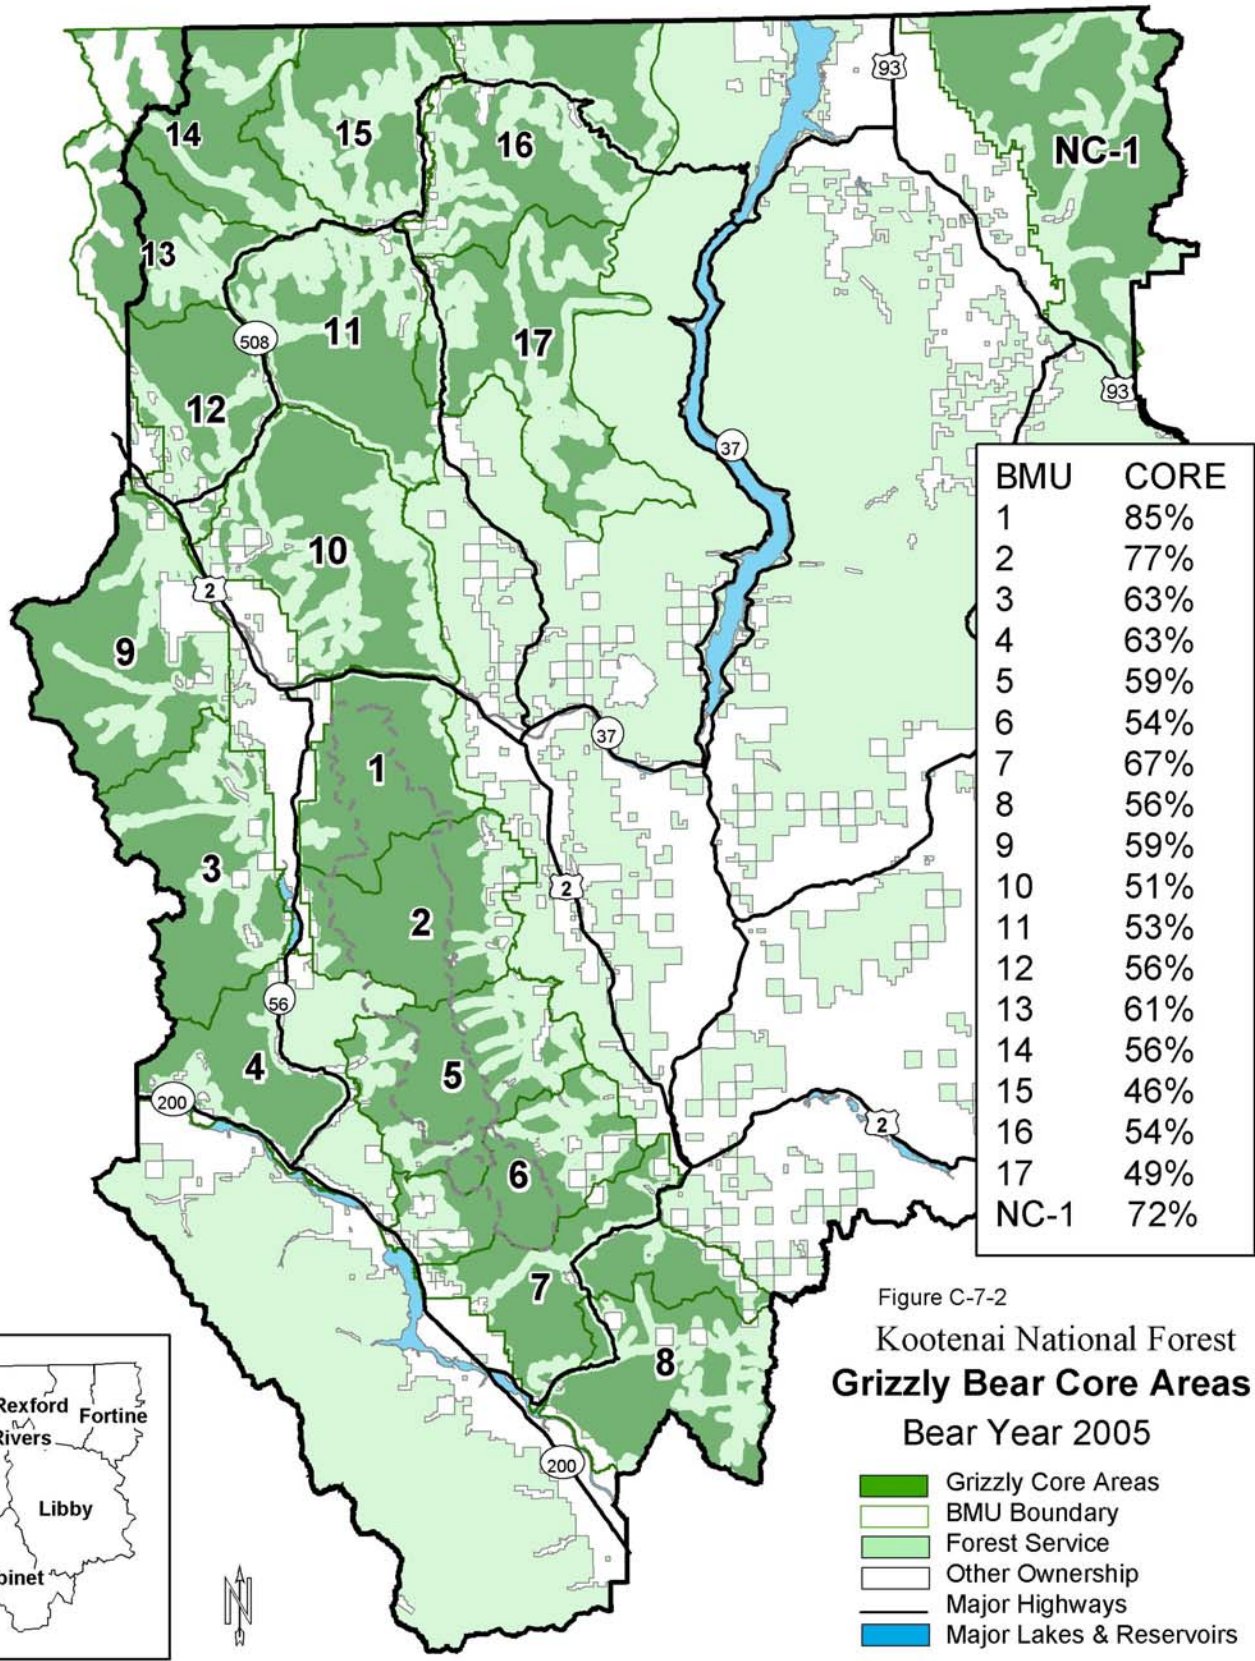 93
14
15
16
NC-1
13
11
17
508
12
93
37
10
2
9
37
1
3
2
2
56
4
5
200
2
6
7
8
200
BMU CORE
1 85%
2 77%
3 63%
4 63%
5 59%
6 54%
7 67%
8 56%
9 59%
10 51%
11 53%
12 56%
13 61%
14 56%
15 46%
16 54%
17 49%
NC-1 72%
Figure C-7-2
Kootenai National Forest
Grizzly Bear Core Areas
Bear Year 2005
Grizzly Core Areas
BMU Boundary
Forest Service
Other Ownership
Major Highways
Major Lakes & Reservoirs
Rexford
Fortine
Rivers
Libby
binet
N